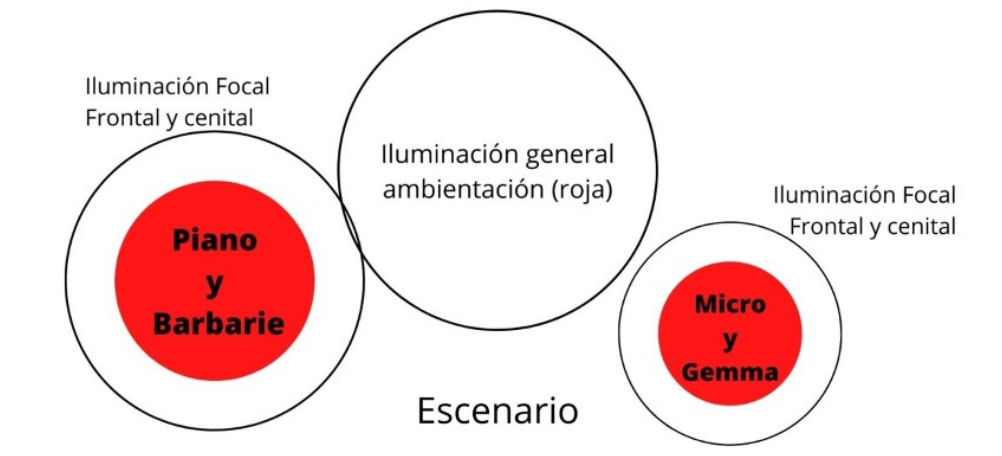 Iluminación Focal
Frontal y cenital
Piano
y
Barbarie
Iluminación general
ambientación (roja)
Iluminación Focal
Frontal y cenital
Micro
y
Gemma
Escenario